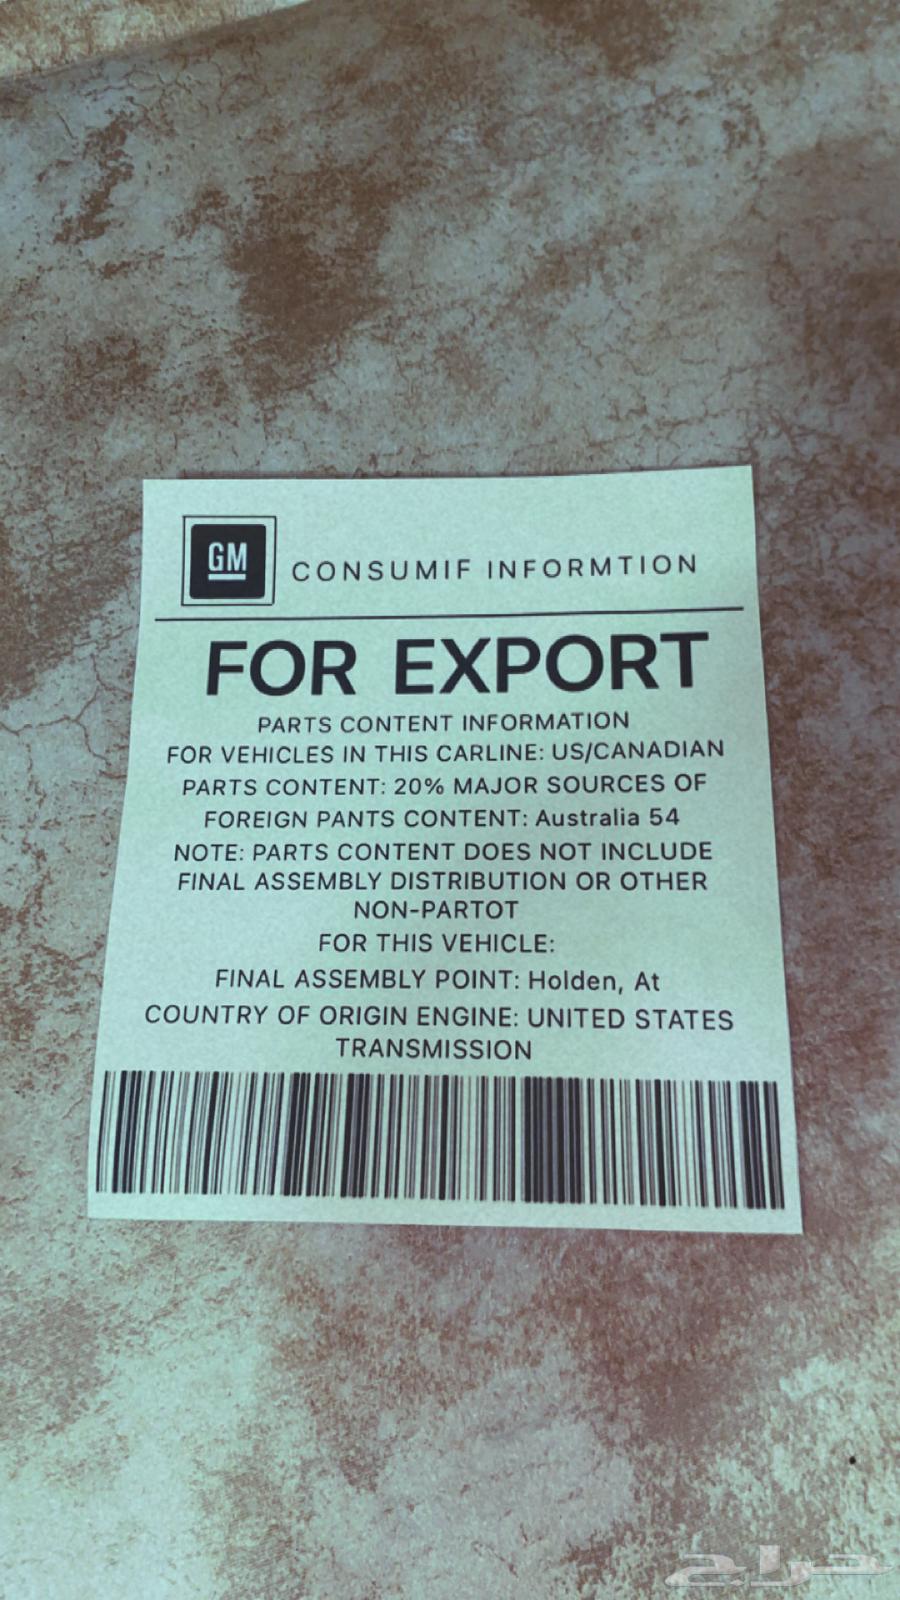 GM
CONSUMIF INFORMTION
FOR EXPORT
PARTS CONTENT INFORMATION
FOR VEHICLES IN THIS CARLINE: US/CANADIAN
PARTS CONTENT: 20% MAJOR SOURCES OF
FOREIGN PANTS CONTENT: Australia 54
NOTE: PARTS CONTENT DOES NOT INCLUDE
FINAL ASSEMBLY DISTRIBUTION OR OTHER
NON-PARTOT
FOR THIS VEHICLE:
FINAL ASSEMBLY POINT: Holden, At
COUNTRY OF ORIGIN ENGINE: UNITED STATES
TRANSMISSION
حراج